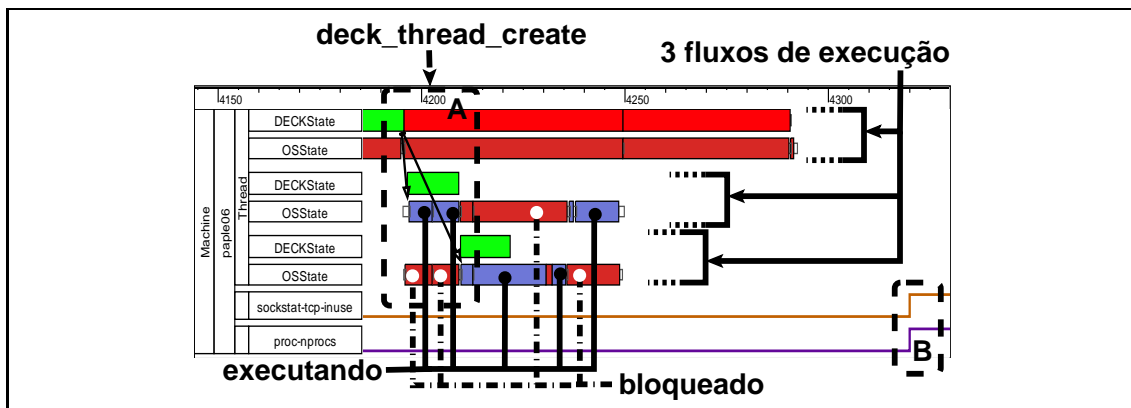 deck_thread_create
3 fluxos de execução
4150 4200 4250 4300
A
DECKState
OSState
DECKState
OSState
DECKState
OSState
sockstat-tcp-inuse
proc-nprocs
Machine
paple06
Thread
B
executando
bloqueado